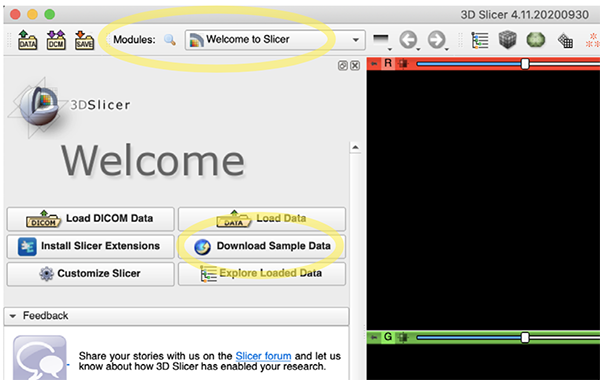 3D Slicer 4.11.20200930
DATA DCM SAVE Modules: Welcome to Slicer
R
3DSlicer
Welcome
DICOM Load DICOM Data DATA Load Data
Install Slicer Extensions Download Sample Data
Customize Slicer Explore Loaded Data
Feedback
G
Share your stories with us on the Slicer forum and let us
know about how 3D Slicer has enabled your research.